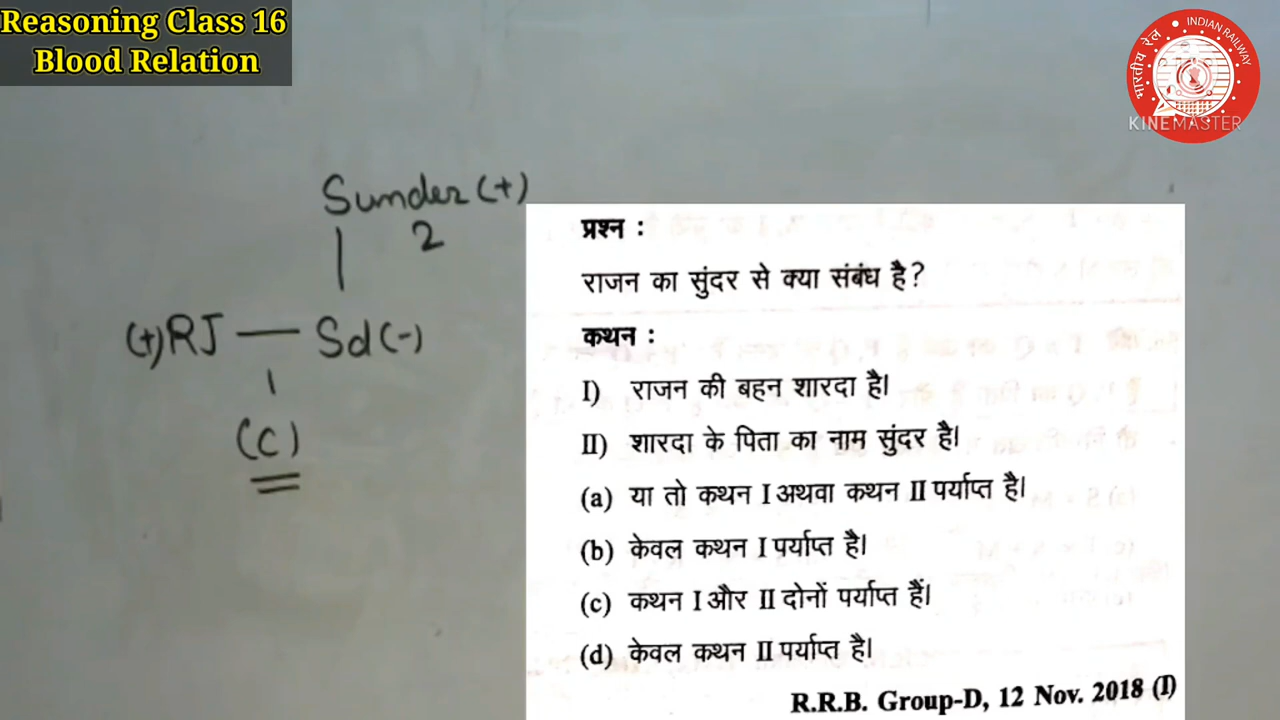 Reasoning Class 16
Blood Relation
भारतीय रेल
INDIAN RAILWAY
KINEMASTER
Sunder (+)
2
(+)RJ — Sd(-)
(C)
प्रश्न :
राजन का सुंदर से क्या संबंध है?
कथन :
I) राजन की बहन शारदा है।
II) शारदा के पिता का नाम सुंदर है।
(a) या तो कथन I अथवा कथन II पर्याप्त है।
(b) केवल कथन I पर्याप्त है।
(c) कथन I और II दोनों पर्याप्त हैं।
(d) केवल कथन II पर्याप्त है।
R.R.B. Group-D, 12 Nov. 2018 (I)